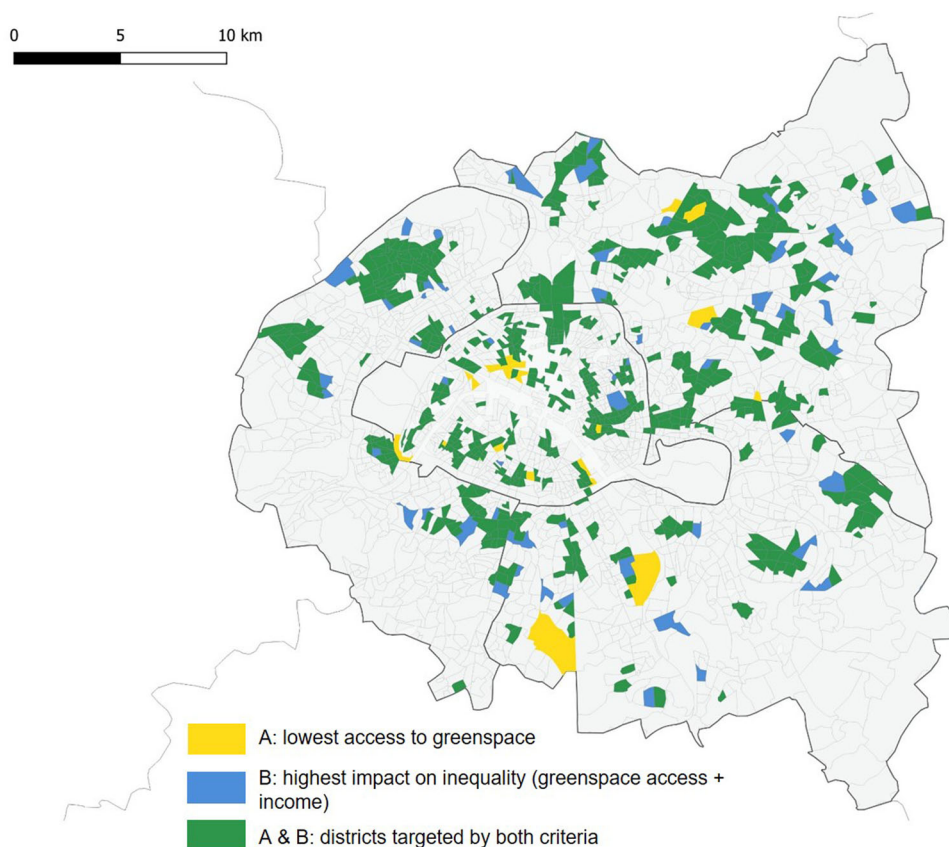 0 5 10 km
A: lowest access to greenspace
B: highest impact on inequality (greenspace access +
income)
A & B: districts targeted by both criteria